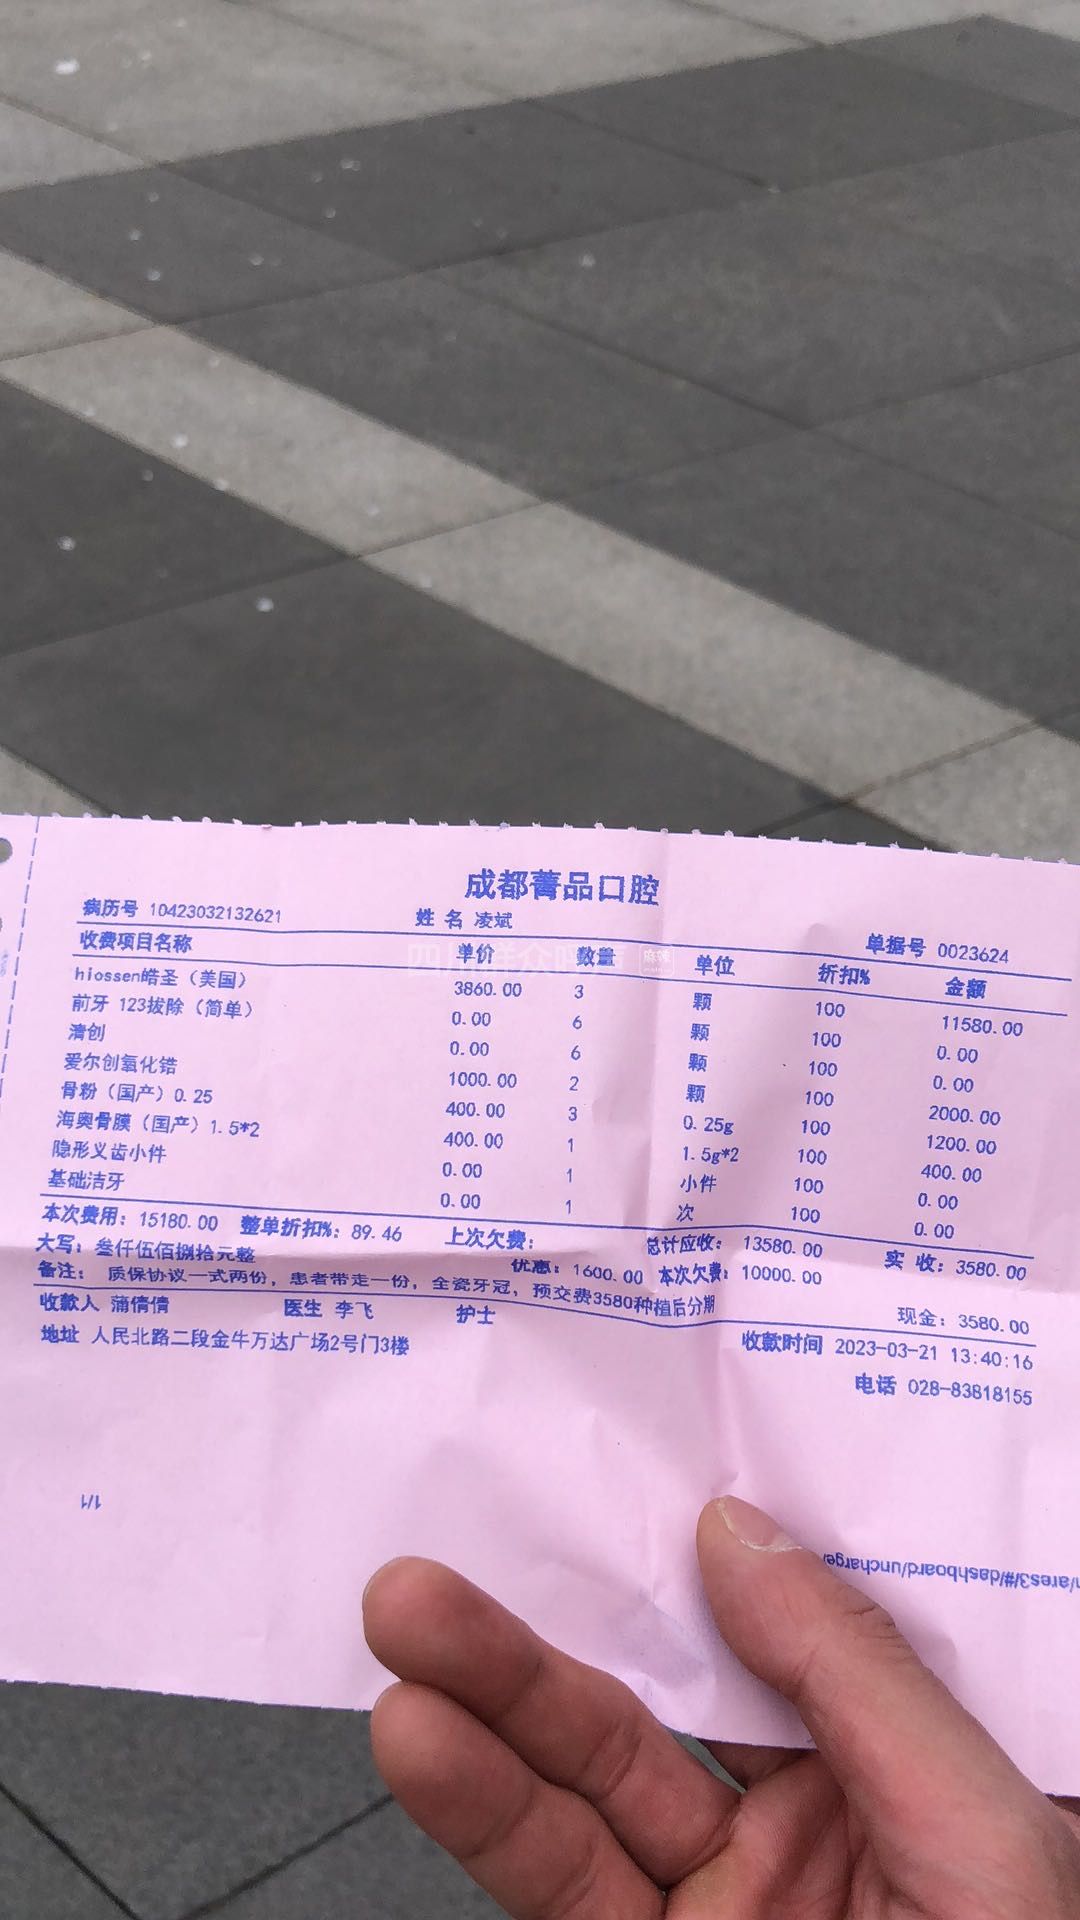 成都菁品口腔
病历号 10423032132621 姓 名 凌斌 单据号 0023624
收费项目名称 单价 数量 单位 折扣% 金额
hiossen皓圣（美国） 3860.00 3 颗 100 11580.00
前牙 123拔除（简单） 0.00 6 颗 100 0.00
清创 0.00 6 颗 100 0.00
爱尔创氧化锆 1000.00 2 颗 100 2000.00
骨粉（国产）0.25 400.00 3 0.25g 100 1200.00
海奥骨膜（国产）1.5*2 400.00 1 1.5g*2 100 400.00
隐形义齿小件 0.00 1 小件 100 0.00
基础洁牙 0.00 1 次 100 0.00
本次费用：15180.00 整单折扣%：89.46 上次欠费： 总计应收：13580.00 实 收：3580.00
大写：叁仟伍佰捌拾元整 优惠：1600.00 本次欠费：10000.00 现金：3580.00
备注： 质保协议一式两份，患者带走一份，全瓷牙冠，预交费3580种植后分期
收款人 蒲倩倩 医生 李飞 护士 收款时间 2023-03-21 13:40:16
地址 人民北路二段金牛万达广场2号门3楼 电话 028-83818155
1/1
/ares3/#/dashboard/uncharge/